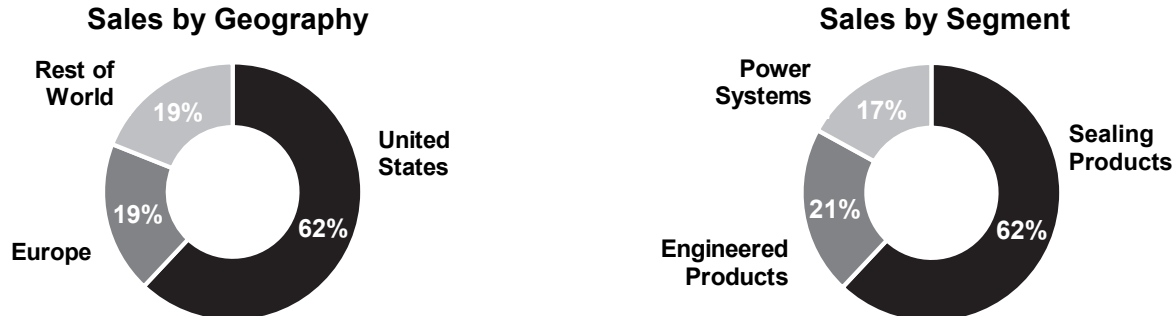 Sales by Geography
Rest of
World
19%
United
States
19%
62%
Europe
Sales by Segment
Power
Systems
17%
Sealing
Products
21%
62%
Engineered
Products